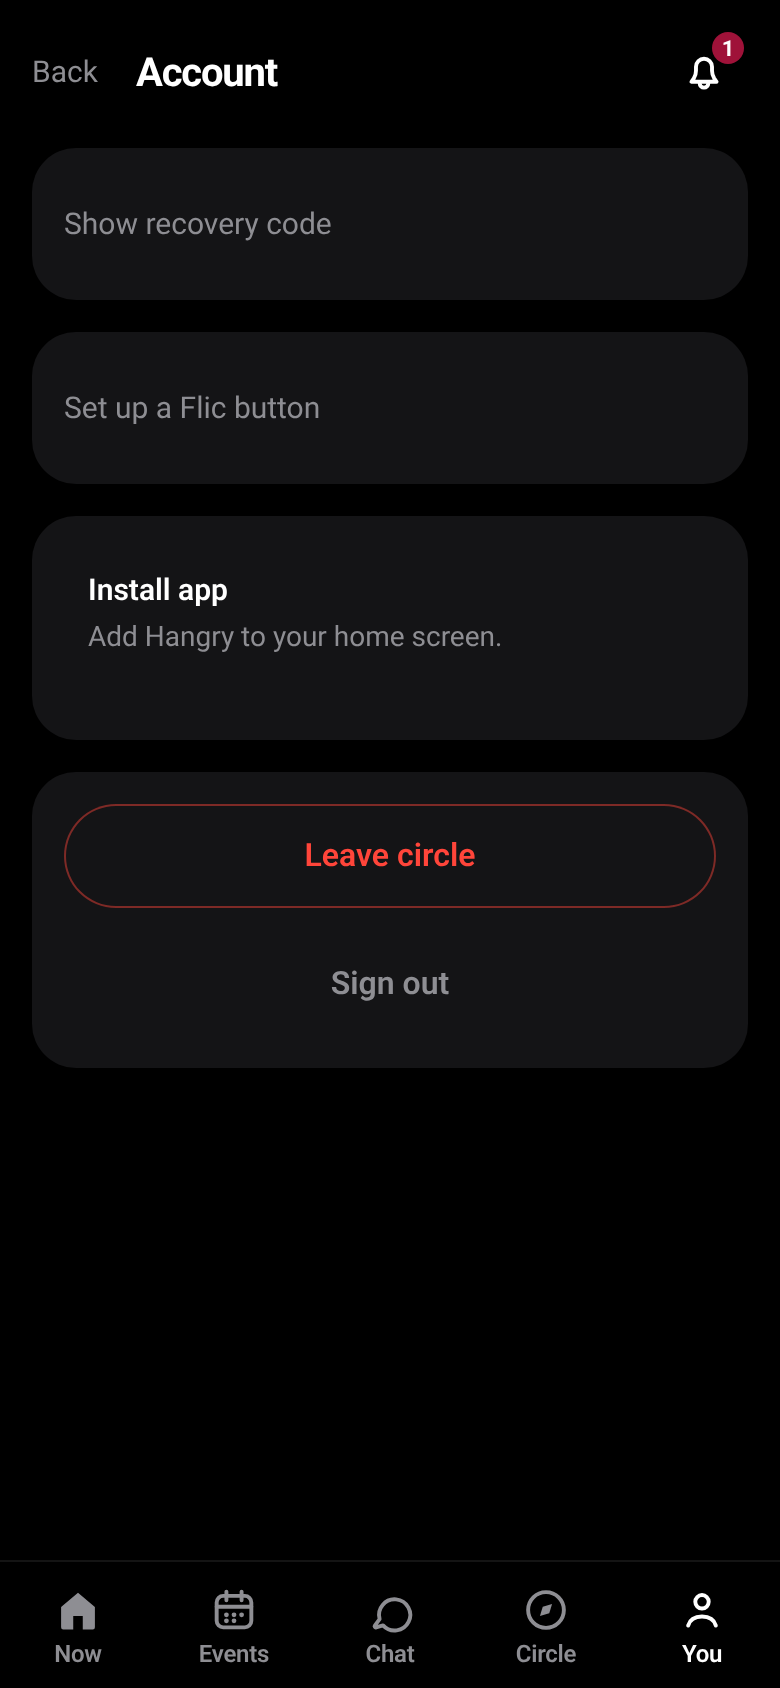 Back
Account
1
Show recovery code
Set up a Flic button
Install app
Add Hangry to your home screen.
Leave circle
Sign out
Now
Events
Chat
Circle
You